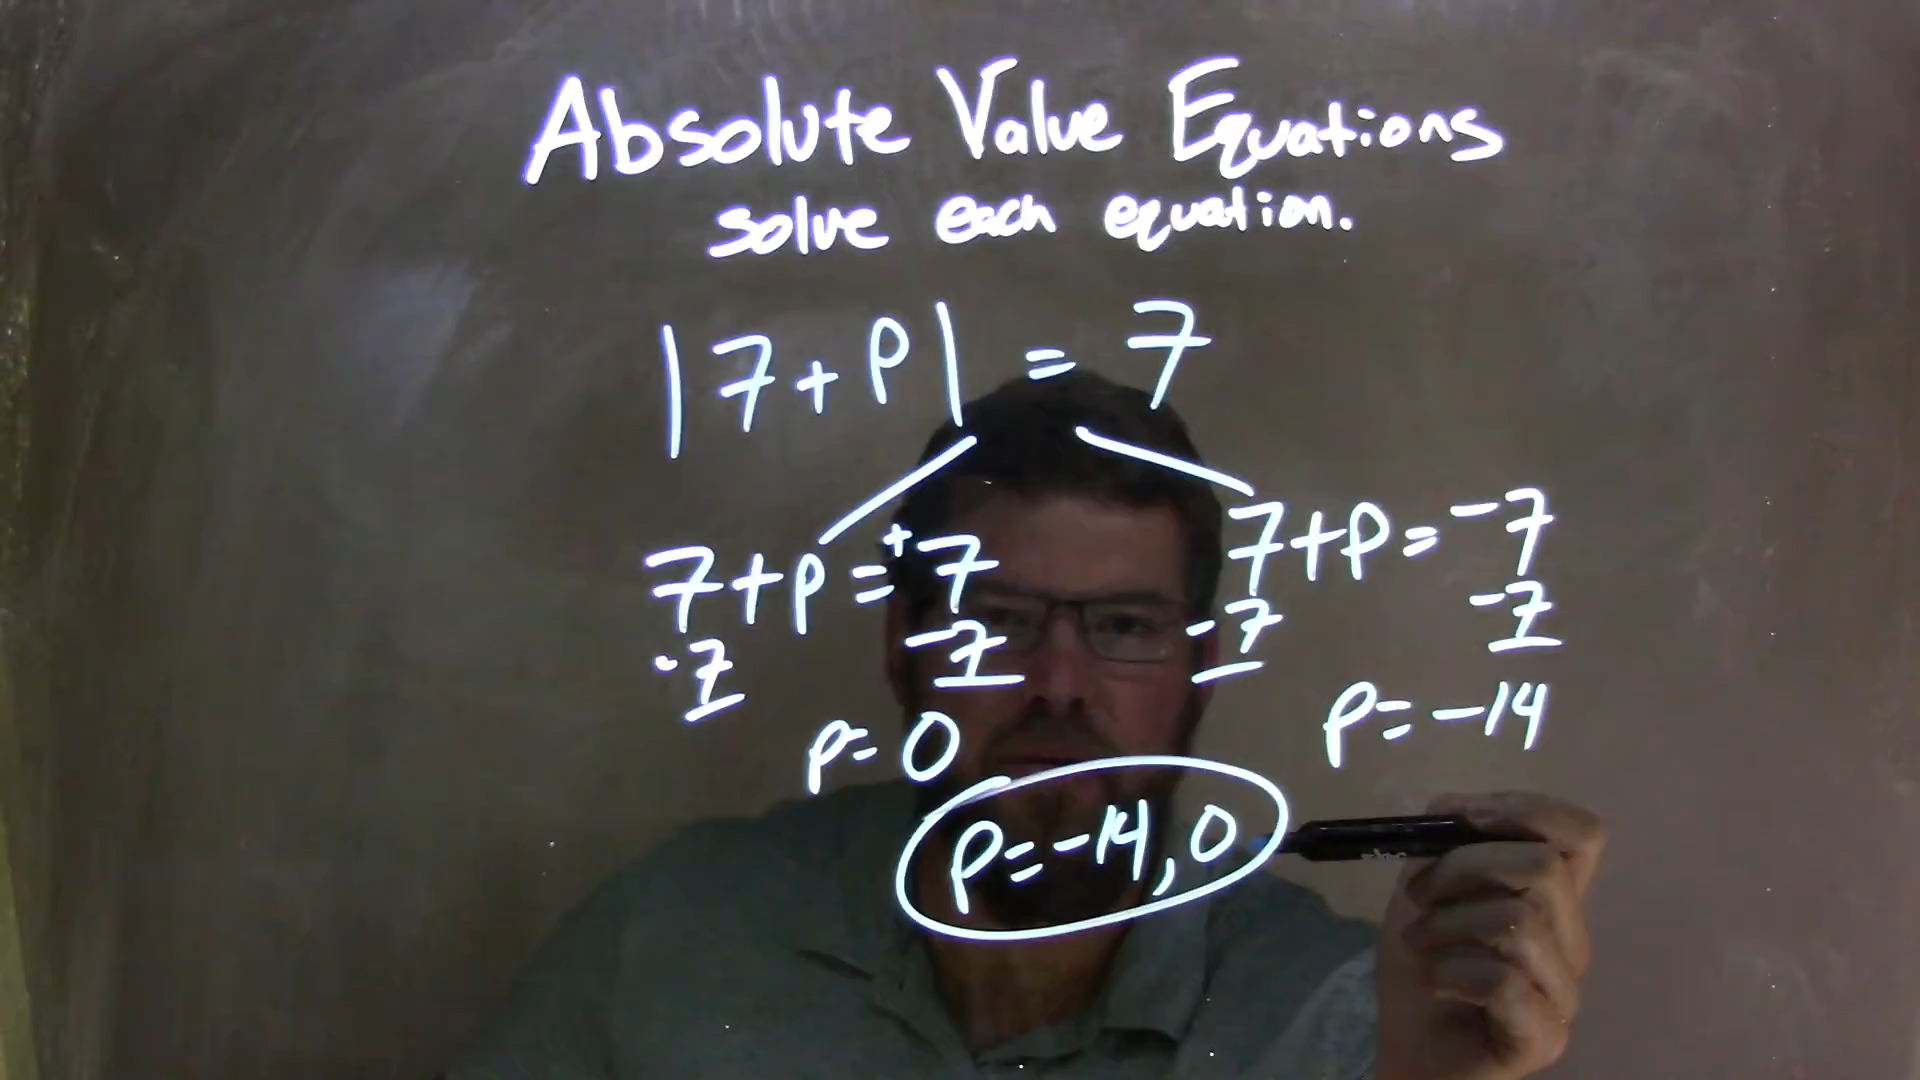 Absolute Value Equations
solve each equation.
|7+P| = 7
7+P=+7
7+P=-7
-7 -7
-7 -7
P=0
P=-14
P=-14,0